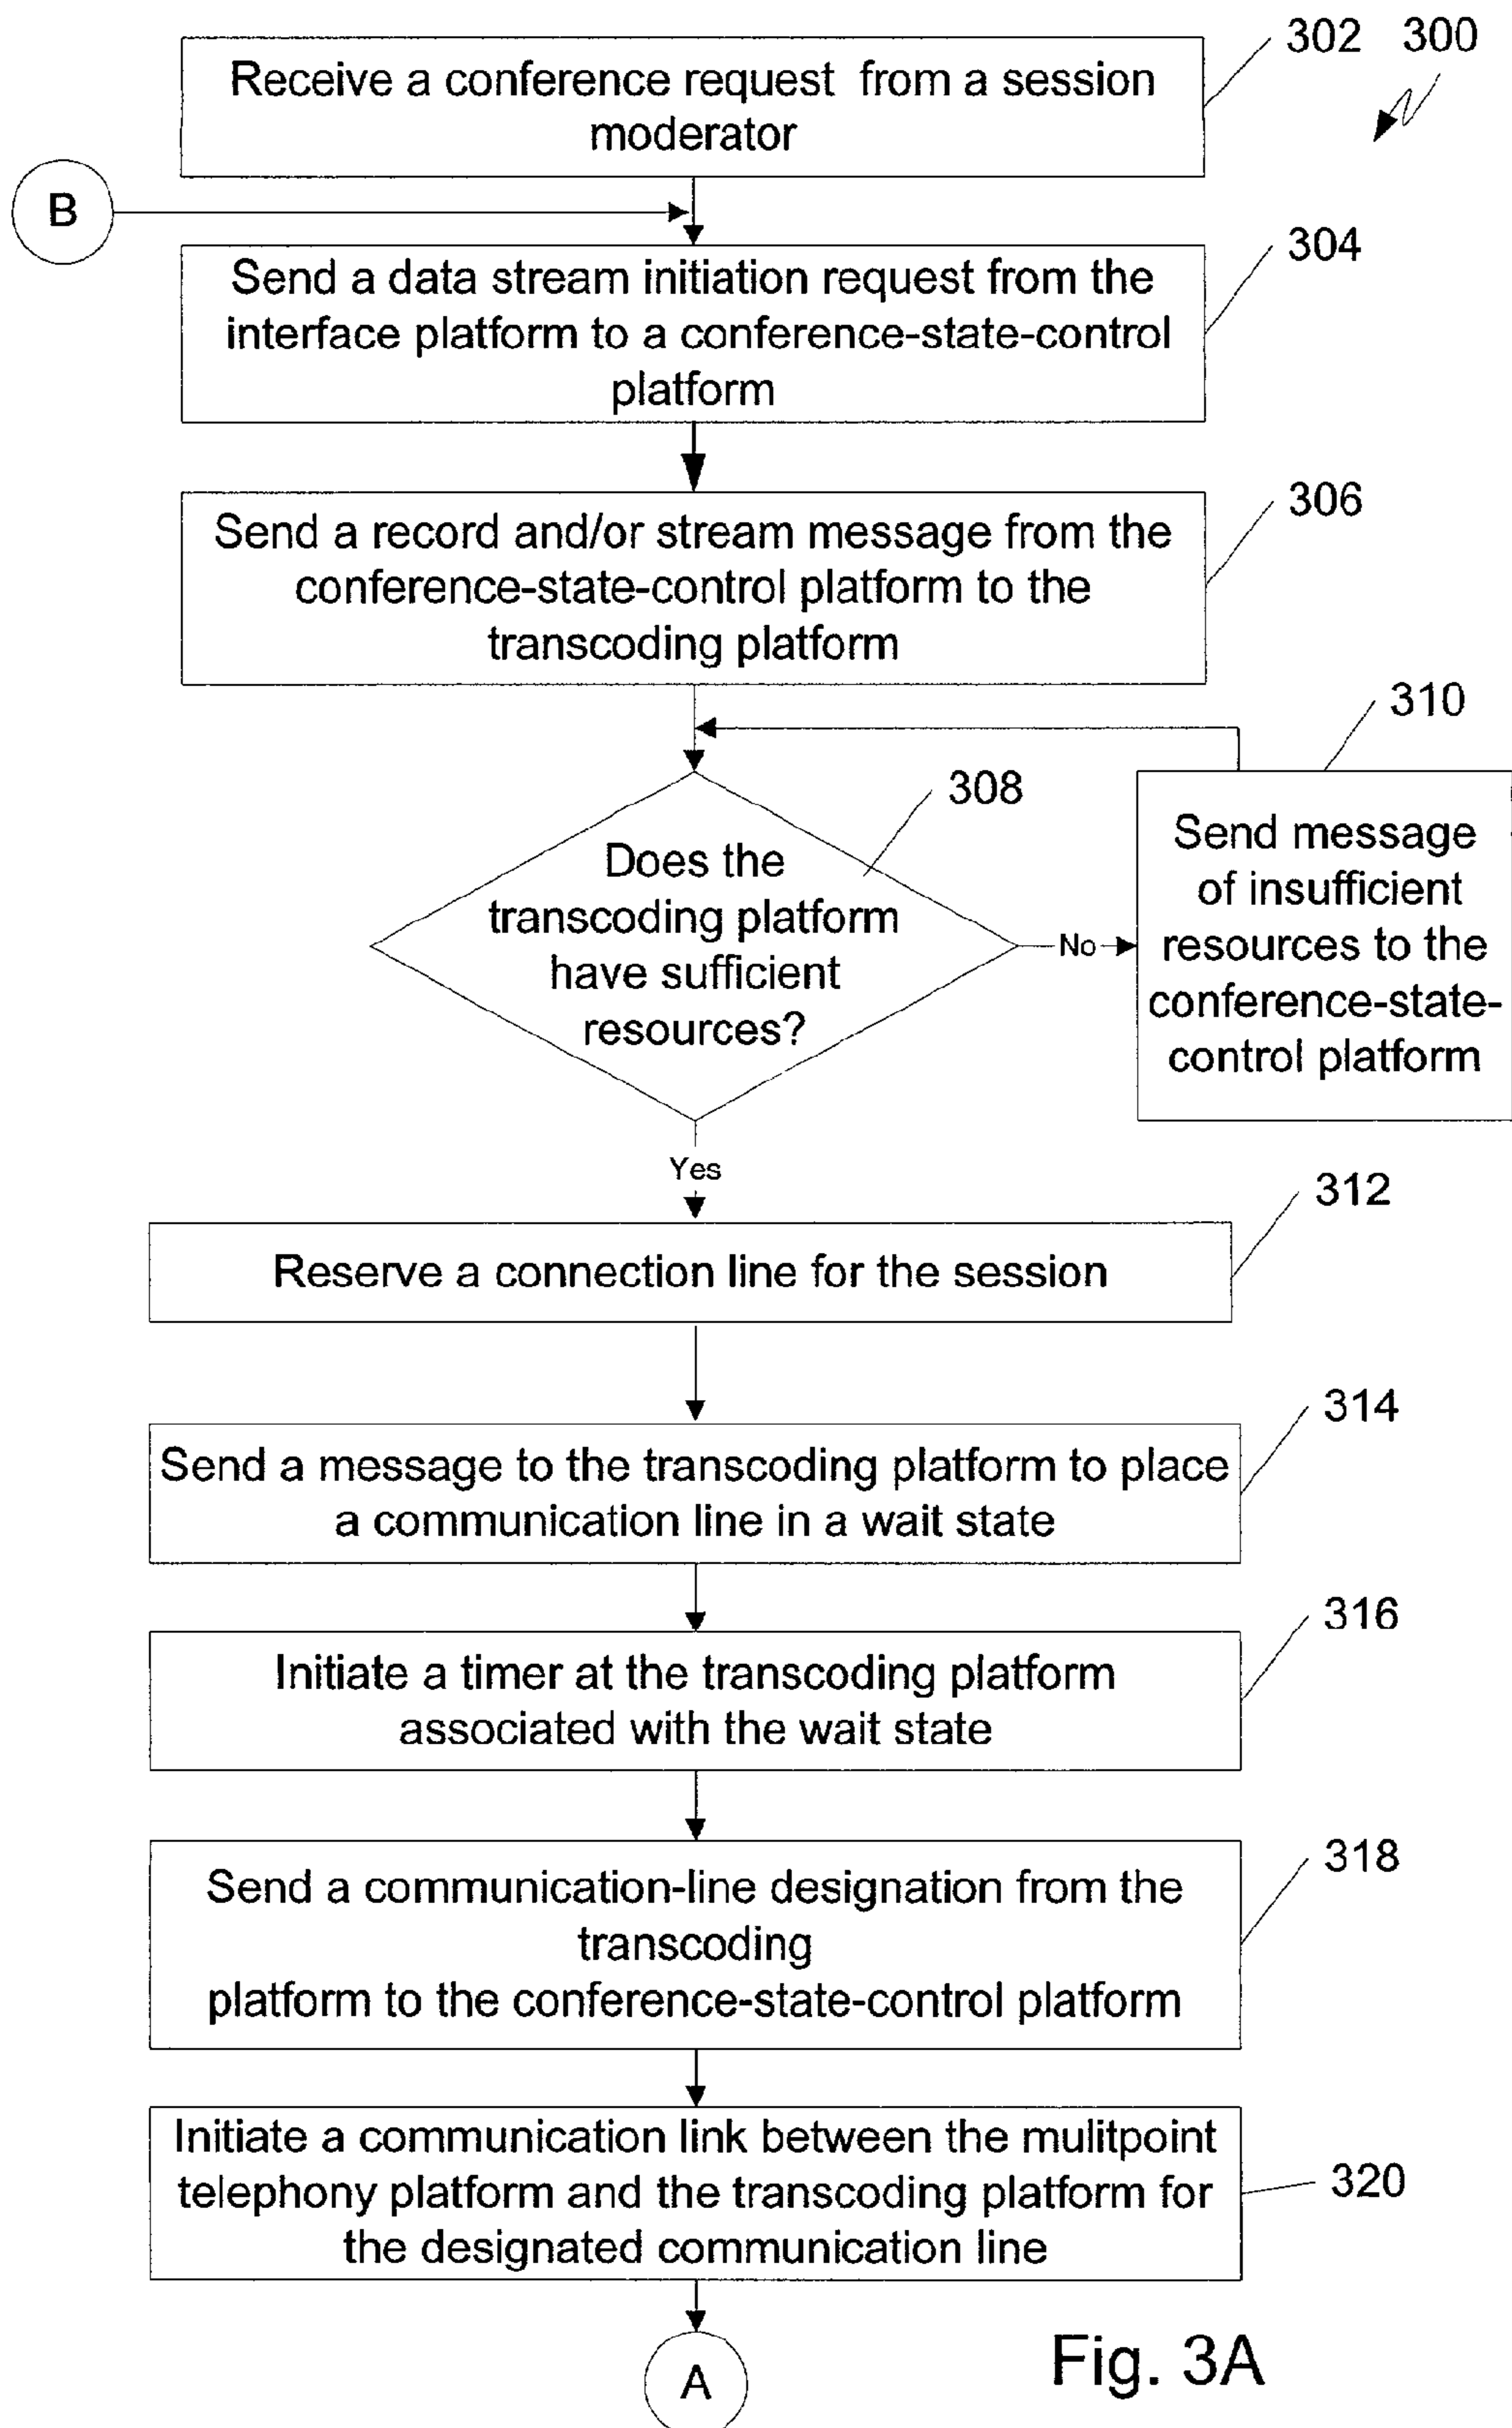 302 300
Receive a conference request from a session
moderator
B
304
Send a data stream initiation request from the
interface platform to a conference-state-control
platform
306
Send a record and/or stream message from the
conference-state-control platform to the
transcoding platform
310
308
Does the
transcoding platform
have sufficient
resources?
No
Send message
of insufficient
resources to the
conference-state-
control platform
Yes
312
Reserve a connection line for the session
314
Send a message to the transcoding platform to place
a communication line in a wait state
316
Initiate a timer at the transcoding platform
associated with the wait state
318
Send a communication-line designation from the
transcoding
platform to the conference-state-control platform
Initiate a communication link between the mulitpoint
telephony platform and the transcoding platform for
the designated communication line
320
A
Fig. 3A